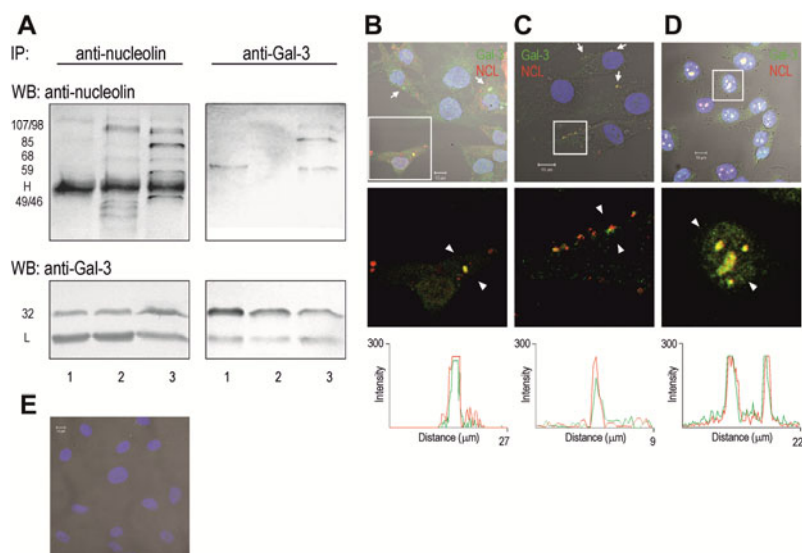 A
IP:
anti-nucleolin
anti-Gal-3
WB: anti-nucleolin
107/98
85
68
59
H
49/46
WB: anti-Gal-3
32
L
1 2 3
1 2 3
B
Gal-3
NCL
300
Intensity
Distance (μm)
27
C
Gal-3
NCL
300
Intensity
Distance (μm)
9
D
Gal-3
NCL
300
Intensity
Distance (μm)
22
E